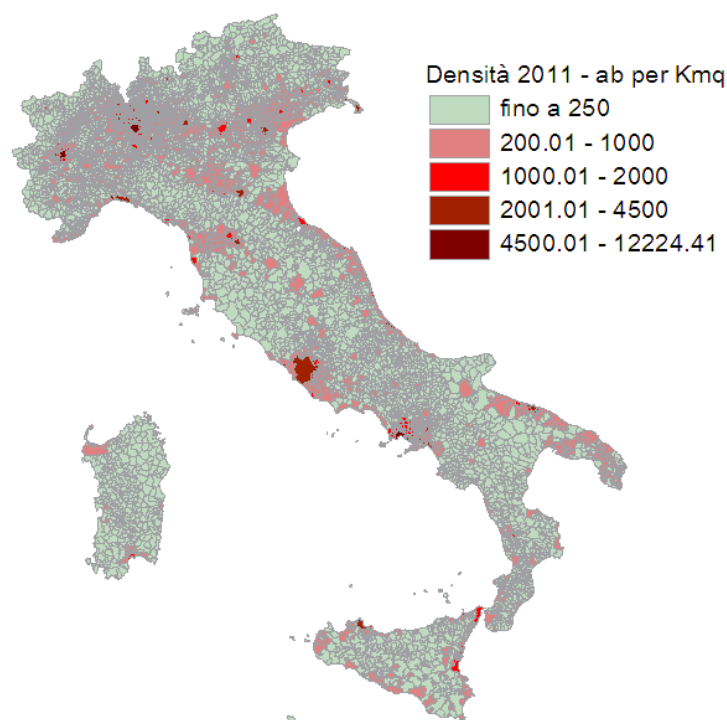 Densità 2011 - ab per Kmq
fino a 250
200.01 - 1000
1000.01 - 2000
2001.01 - 4500
4500.01 - 12224.41